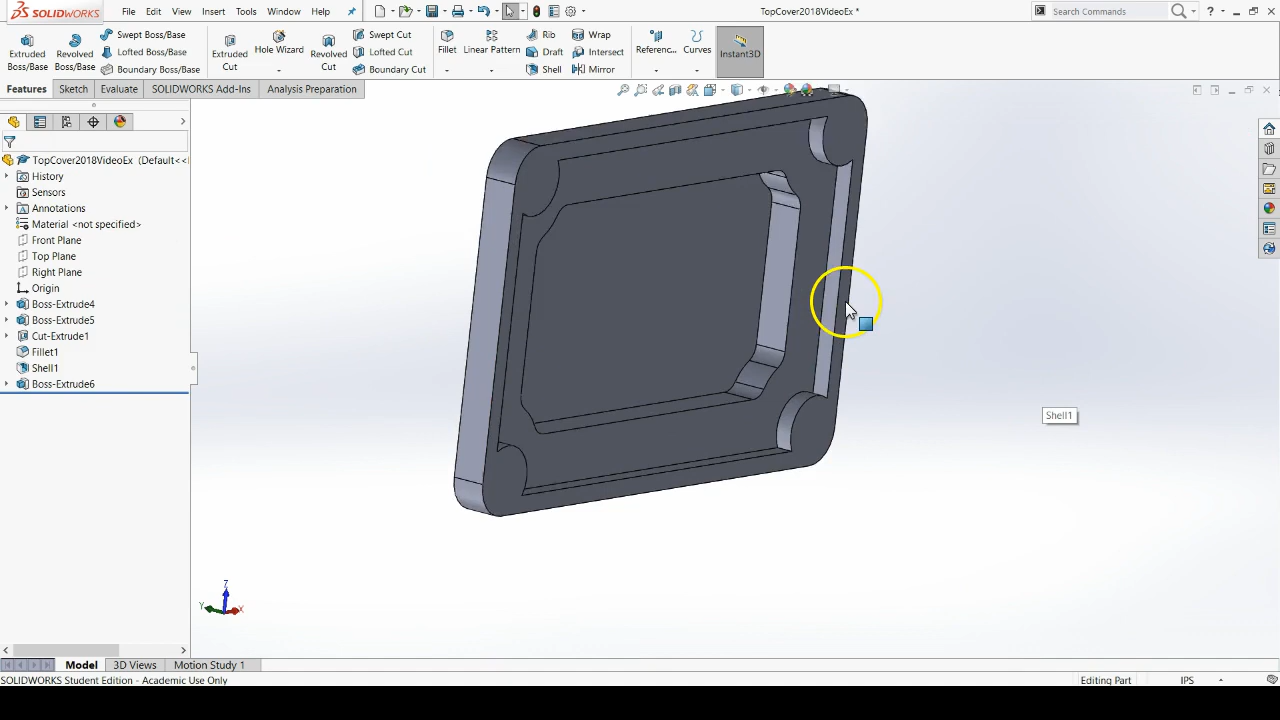 SOLIDWORKS File Edit View Insert Tools Window Help TopCover2018VideoEx * Search Commands
Extruded Boss/Base Revolved Boss/Base Swept Boss/Base Lofted Boss/Base Boundary Boss/Base Extruded Cut Hole Wizard Revolved Cut Swept Cut Lofted Cut Boundary Cut Fillet Linear Pattern Rib Draft Shell Wrap Intersect Mirror Referenc... Curves Instant3D
Features Sketch Evaluate SOLIDWORKS Add-Ins Analysis Preparation
TopCover2018VideoEx (Default<<
History
Sensors
Annotations
Material <not specified>
Front Plane
Top Plane
Right Plane
Origin
Boss-Extrude4
Boss-Extrude5
Cut-Extrude1
Fillet1
Shell1
Boss-Extrude6
Shell1
Z
Y X
Model 3D Views Motion Study 1
SOLIDWORKS Student Edition - Academic Use Only Editing Part IPS